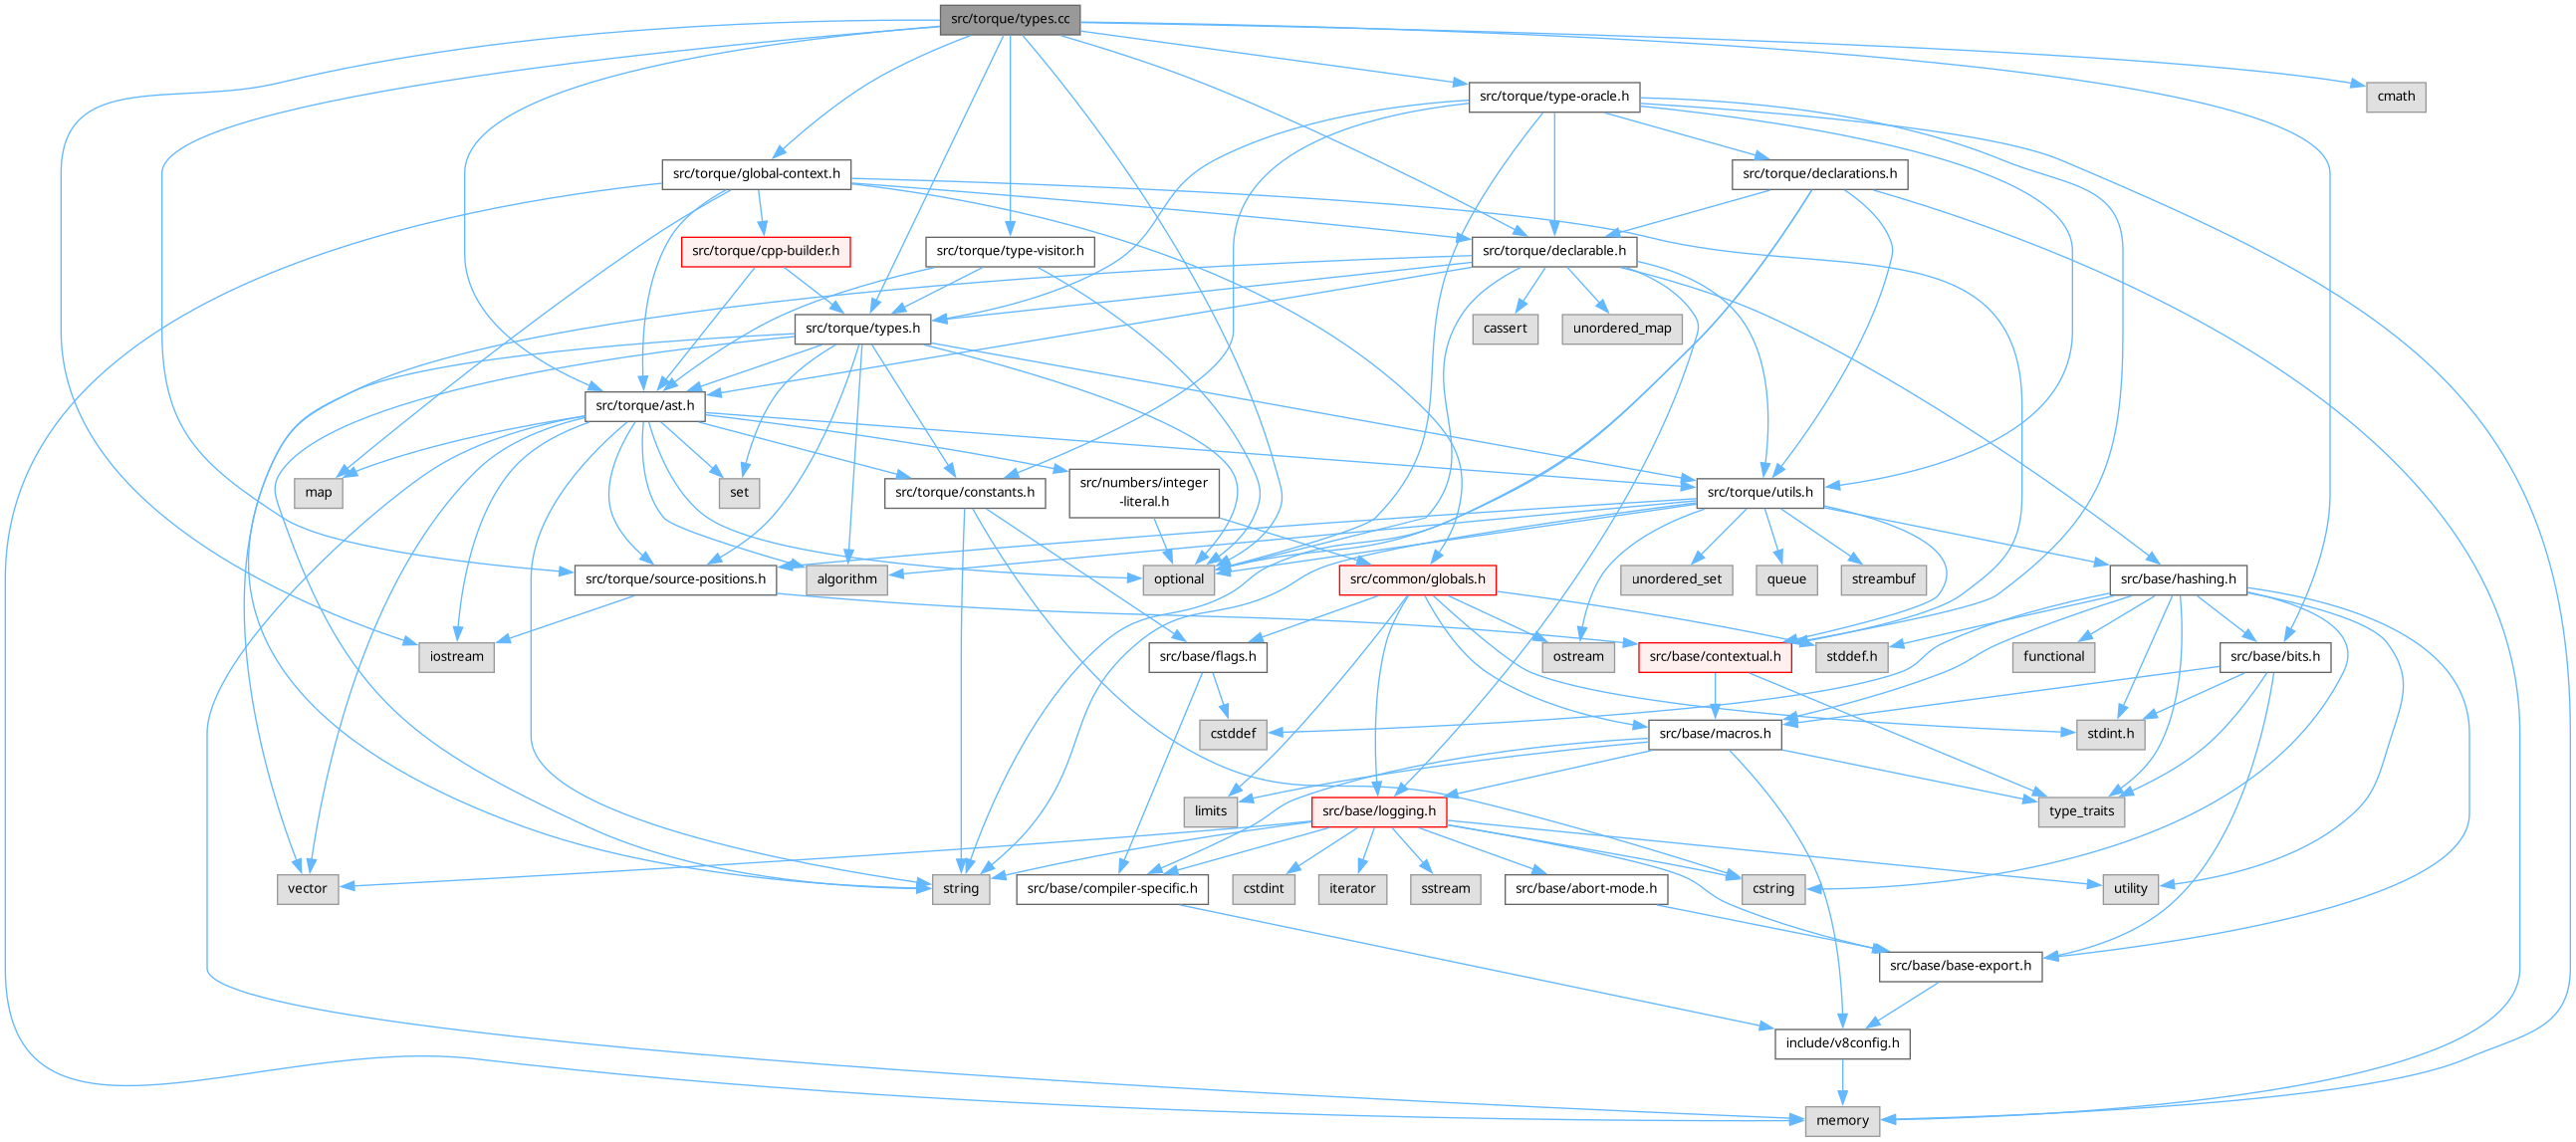 src/torque/types.cc
src/torque/type-oracle.h
cmath
src/torque/global-context.h
src/torque/declarations.h
src/torque/cpp-builder.h
src/torque/type-visitor.h
src/torque/declarable.h
src/torque/types.h
cassert
unordered_map
src/torque/ast.h
map
set
src/torque/constants.h
src/numbers/integer
-literal.h
src/torque/utils.h
src/torque/source-positions.h
algorithm
optional
src/common/globals.h
unordered_set
queue
streambuf
src/base/hashing.h
iostream
src/base/flags.h
ostream
src/base/contextual.h
stddef.h
functional
src/base/bits.h
cstddef
src/base/macros.h
stdint.h
limits
src/base/logging.h
type_traits
vector
string
src/base/compiler-specific.h
cstdint
iterator
sstream
src/base/abort-mode.h
cstring
utility
src/base/base-export.h
include/v8config.h
memory